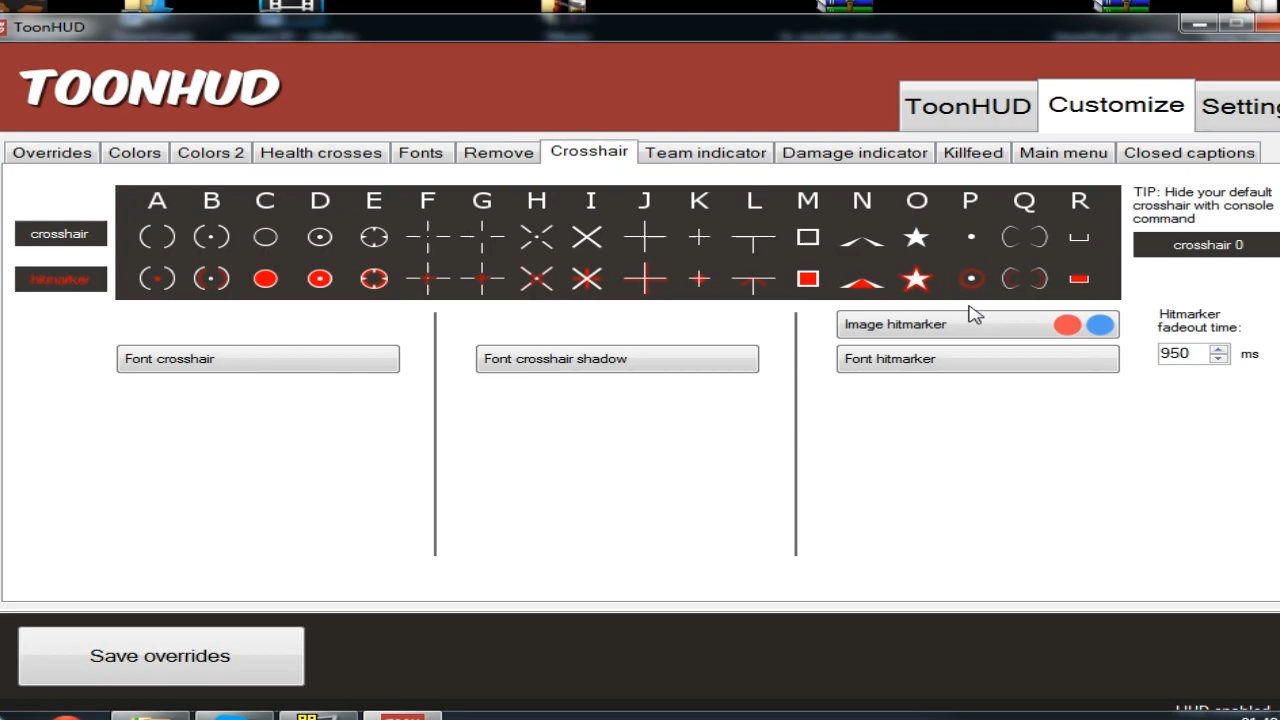 ToonHUD
TOONHUD
ToonHUD Customize Setting
Overrides Colors Colors 2 Health crosses Fonts Remove Crosshair Team indicator Damage indicator Killfeed Main menu Closed captions
A B C D E F G H I J K L M N O P Q R
crosshair
hitmarker
TIP: Hide your default
crosshair with console
command
crosshair 0
Image hitmarker
Font crosshair
Font crosshair shadow
Font hitmarker
Hitmarker
fadeout time:
950 ms
Save overrides
HUD enabled